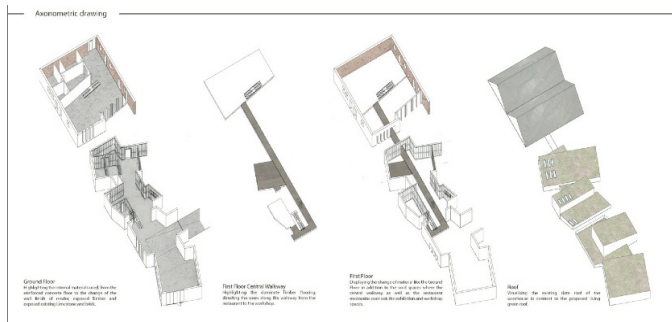 Axonometric drawing
Ground Floor
Highlighting the internal material used; from the
reinforced concrete floor to the change of the
wall finish of render, exposed timber and
exposed existing Limestone and brick.
First Floor Central Walkway
Highlighting the elevated timber flooring
directing the users along the walkway from the
restaurant to the workshop.
First Floor
Displaying the change of material like the Ground
Floor in addition to the void spaces where the
central walkway as well as the restaurant
overlooks the exhibition and workshop
spaces.
Roof
Visualising the existing slate roof of the
warehouse in contrast to the proposed living
green roof.